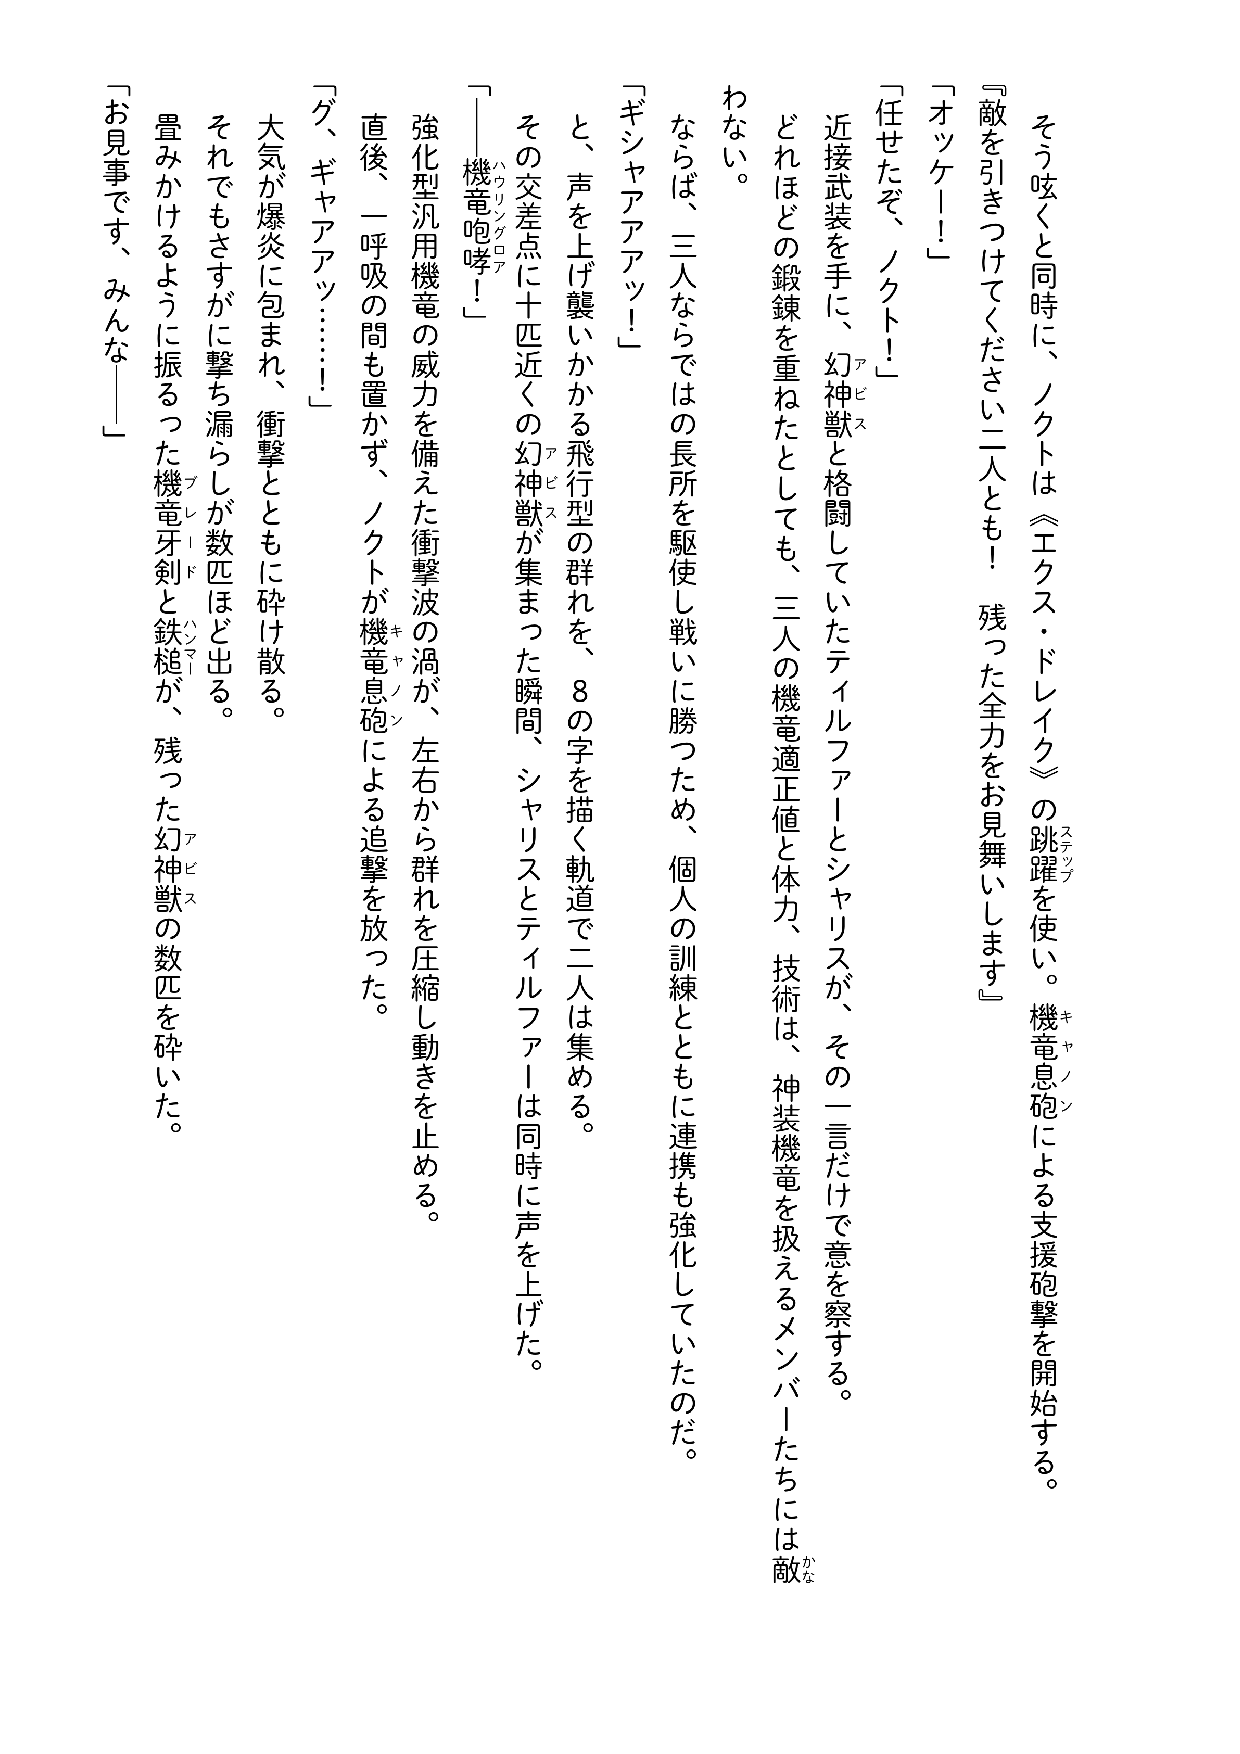 そう呟くと同時に、ノクトは《エクス・ドレイク》の跳躍を使い。機竜息砲による支援砲撃を開始する。
ステップ
キャノン
『敵を引きつけてください二人とも！　残った全力をお見舞いします』
「オッケー！」
「任せたぞ、ノクト！」
近接武装を手に、幻神獣と格闘していたティルファーとシャリスが、その一言だけで意を察する。
アビス
どれほどの鍛錬を重ねたとしても、三人の機竜適正値と体力、技術は、神装機竜を扱えるメンバーたちには敵
かな
わない。
ならば、三人ならではの長所を駆使し戦いに勝つため、個人の訓練とともに連携も強化していたのだ。
「ギシャアアアッ！」
と、声を上げ襲いかかる飛行型の群れを、８の字を描く軌道で二人は集める。
その交差点に十匹近くの幻神獣が集まった瞬間、シャリスとティルファーは同時に声を上げた。
アビス
「――機竜咆哮！」
ハウリングロア
強化型汎用機竜の威力を備えた衝撃波の渦が、左右から群れを圧縮し動きを止める。
直後、一呼吸の間も置かず、ノクトが機竜息砲による追撃を放った。
キャノン
「グ、ギャアアッ……！」
大気が爆炎に包まれ、衝撃とともに砕け散る。
それでもさすがに撃ち漏らしが数匹ほど出る。
畳みかけるように振るった機竜牙剣と鉄槌が、残った幻神獣の数匹を砕いた。
ブレード
ハンマー
アビス
「お見事です、みんな――」